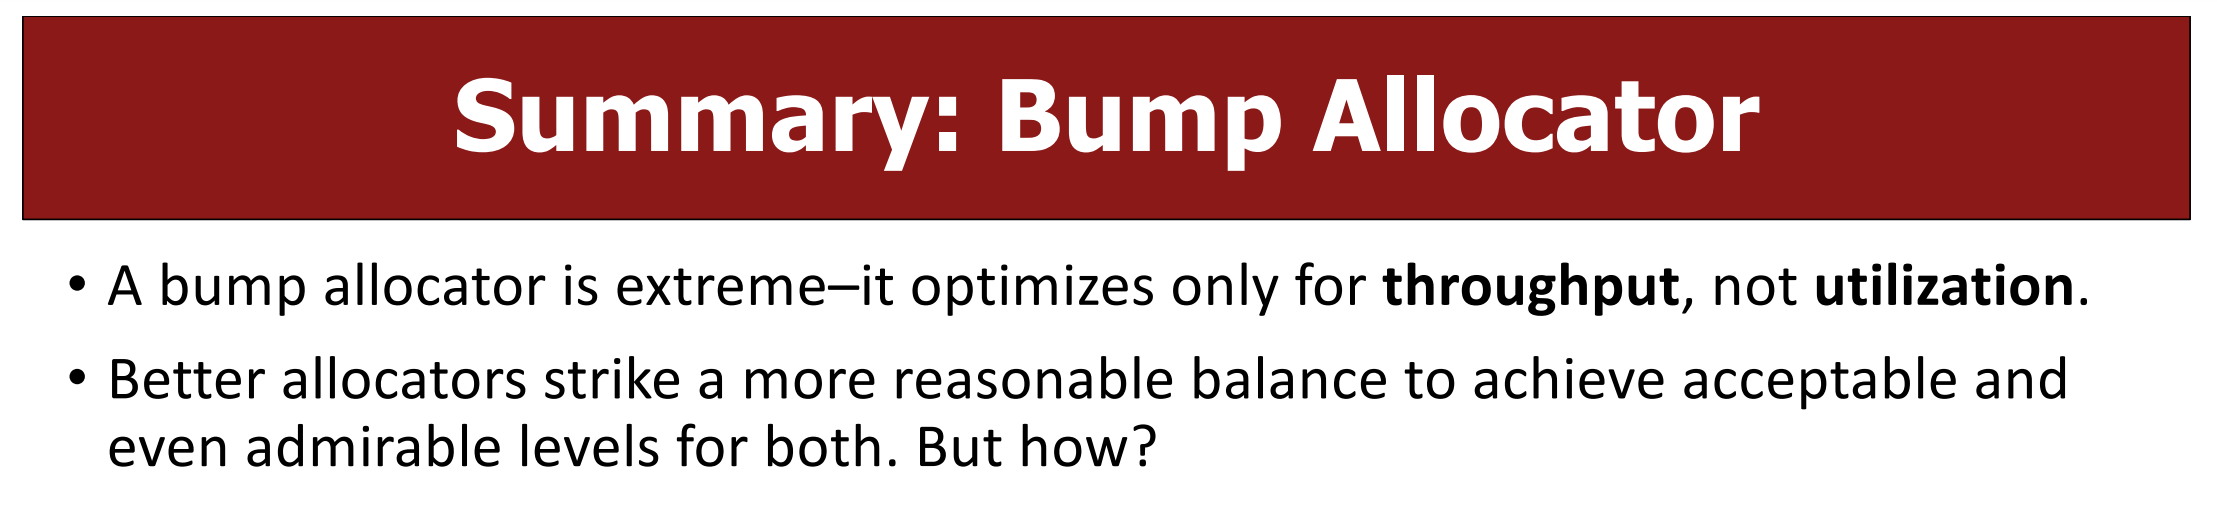 Summary: Bump Allocator
• A bump allocator is extreme–it optimizes only for throughput, not utilization.
• Better allocators strike a more reasonable balance to achieve acceptable and
even admirable levels for both. But how?